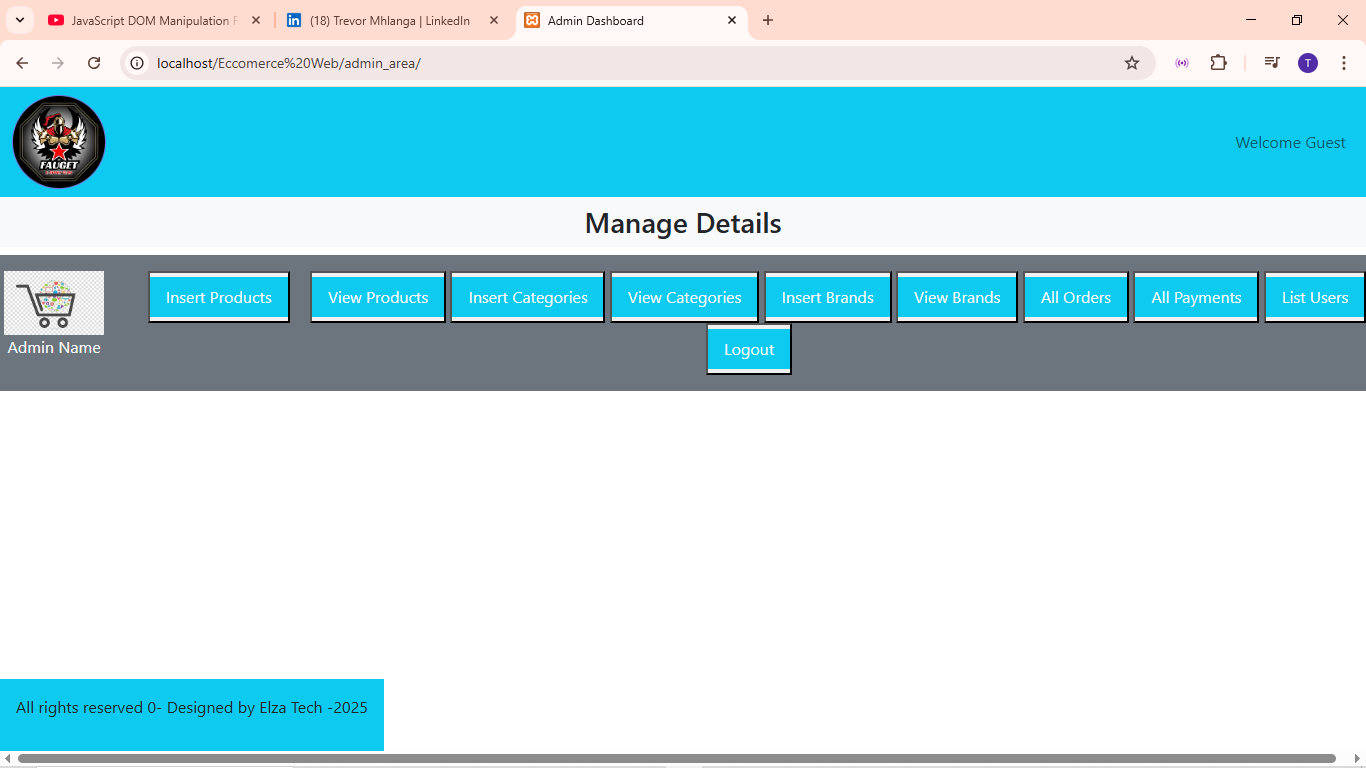 JavaScript DOM Manipulation F
(18) Trevor Mhlanga | LinkedIn
Admin Dashboard
localhost/Eccomerce%20Web/admin_area/
T
FAUGET
Welcome Guest
Manage Details
Insert Products View Products Insert Categories View Categories Insert Brands View Brands All Orders All Payments List Users
Admin Name
Logout
All rights reserved 0- Designed by Elza Tech -2025